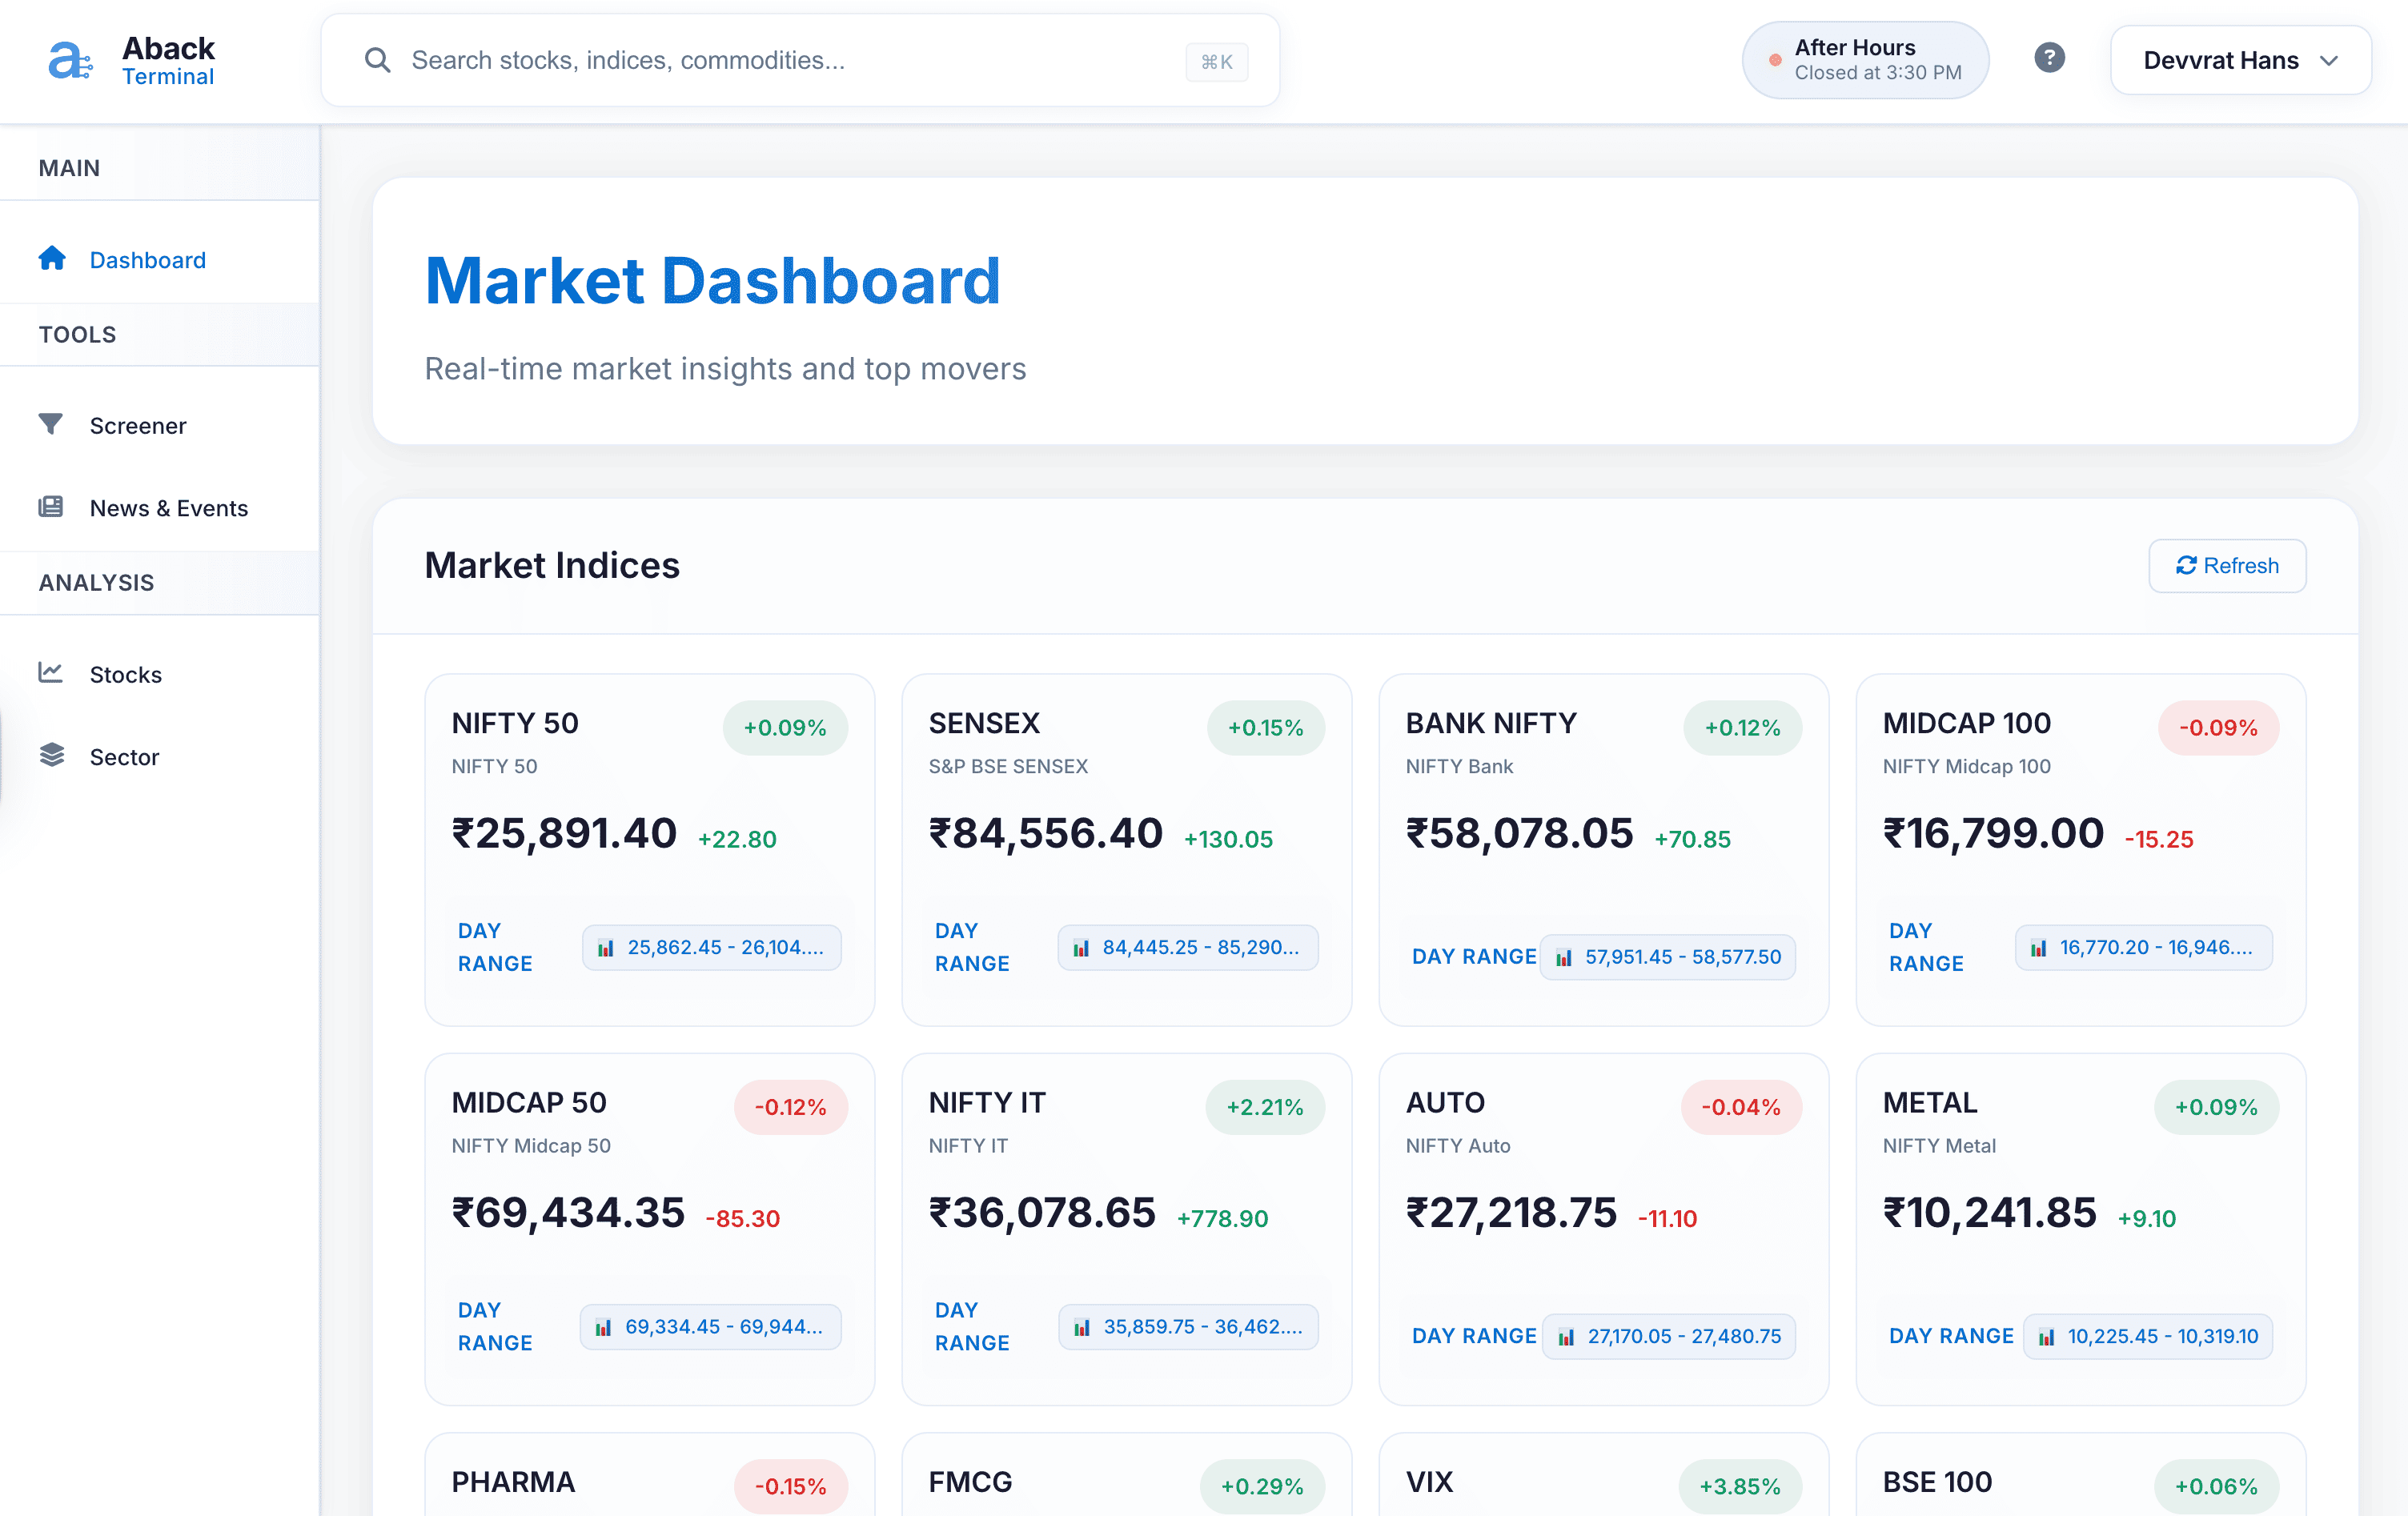 Aback
Terminal
Search stocks, indices, commodities...
⌘K
After Hours
Closed at 3:30 PM
?
Devvrat Hans
MAIN
Dashboard
TOOLS
Screener
News & Events
ANALYSIS
Stocks
Sector
Market Dashboard
Real-time market insights and top movers
Market Indices
Refresh
NIFTY 50
+0.09%
NIFTY 50
₹25,891.40 +22.80
DAY
RANGE
25,862.45 - 26,104....
SENSEX
+0.15%
S&P BSE SENSEX
₹84,556.40 +130.05
DAY
RANGE
84,445.25 - 85,290...
BANK NIFTY
+0.12%
NIFTY Bank
₹58,078.05 +70.85
DAY RANGE 57,951.45 - 58,577.50
MIDCAP 100
-0.09%
NIFTY Midcap 100
₹16,799.00 -15.25
DAY
RANGE
16,770.20 - 16,946....
MIDCAP 50
-0.12%
NIFTY Midcap 50
₹69,434.35 -85.30
DAY
RANGE
69,334.45 - 69,944...
NIFTY IT
+2.21%
NIFTY IT
₹36,078.65 +778.90
DAY
RANGE
35,859.75 - 36,462....
AUTO
-0.04%
NIFTY Auto
₹27,218.75 -11.10
DAY RANGE 27,170.05 - 27,480.75
METAL
+0.09%
NIFTY Metal
₹10,241.85 +9.10
DAY RANGE 10,225.45 - 10,319.10
PHARMA
-0.15%
FMCG
+0.29%
VIX
+3.85%
BSE 100
+0.06%